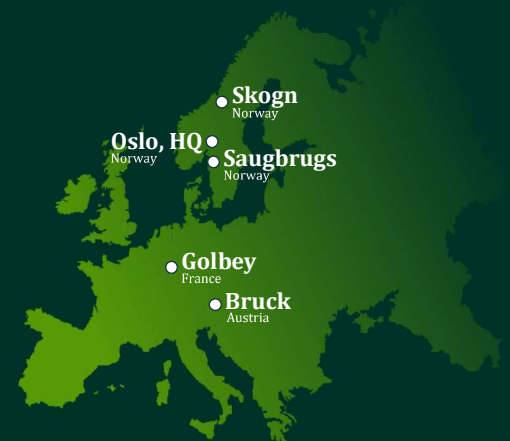 Skogn
Norway
Oslo, HQ
Norway
Saugbrugs
Norway
Golbey
France
Bruck
Austria